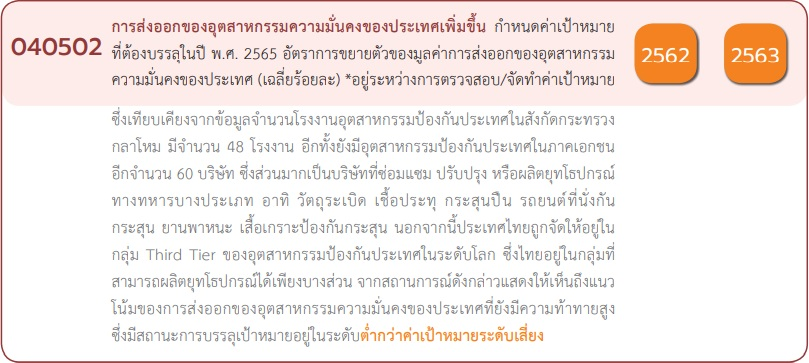 040502
การส่งออกของอุตสาหกรรมความมั่นคงของประเทศเพิ่มขึ้น กำหนดค่าเป้าหมาย
ที่ต้องบรรลุในปี พ.ศ. 2565 อัตราการขยายตัวของมูลค่าการส่งออกของอุตสาหกรรม
ความมั่นคงของประเทศ (เฉลี่ยร้อยละ) *อยู่ระหว่างการตรวจสอบ/จัดทำค่าเป้าหมาย
2562
2563
ซึ่งเทียบเคียงจากข้อมูลจำนวนโรงงานอุตสาหกรรมป้องกันประเทศในสังกัดกระทรวง
กลาโหม มีจำนวน 48 โรงงาน อีกทั้งยังมีอุตสาหกรรมป้องกันประเทศในภาคเอกชน
อีกจำนวน 60 บริษัท ซึ่งส่วนมากเป็นบริษัทที่ซ่อมแซม ปรับปรุง หรือผลิตยุทโธปกรณ์
ทางทหารบางประเภท อาทิ วัตถุระเบิด เชื้อประทุ กระสุนปืน รถยนต์ที่นั่งกัน
กระสุน ยานพาหนะ เสื้อเกราะป้องกันกระสุน นอกจากนี้ประเทศไทยถูกจัดให้อยู่ใน
กลุ่ม Third Tier ของอุตสาหกรรมป้องกันประเทศในระดับโลก ซึ่งไทยอยู่ในกลุ่มที่
สามารถผลิตยุทโธปกรณ์ได้เพียงบางส่วน จากสถานการณ์ดังกล่าวแสดงให้เห็นถึงแนว
โน้มของการส่งออกของอุตสาหกรรมความมั่นคงของประเทศที่ยังมีความท้าทายสูง
ซึ่งมีสถานะการบรรลุเป้าหมายอยู่ในระดับต่ำกว่าค่าเป้าหมายระดับเสี่ยง